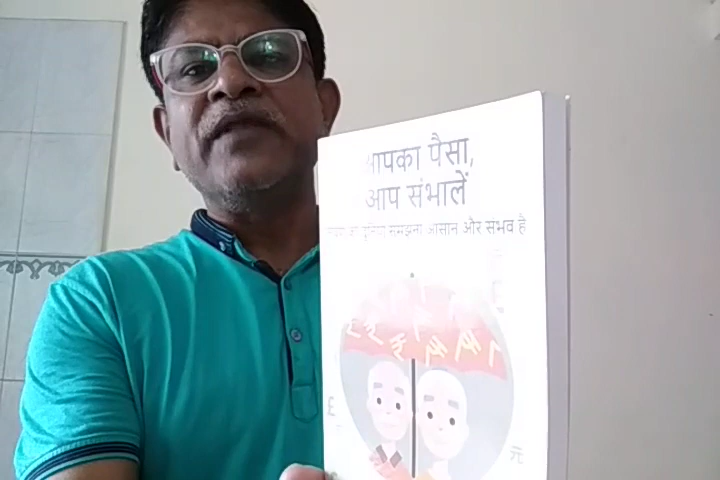 आपका पैसा,
आप संभालें
दुनिया समझना आसान और संभव है